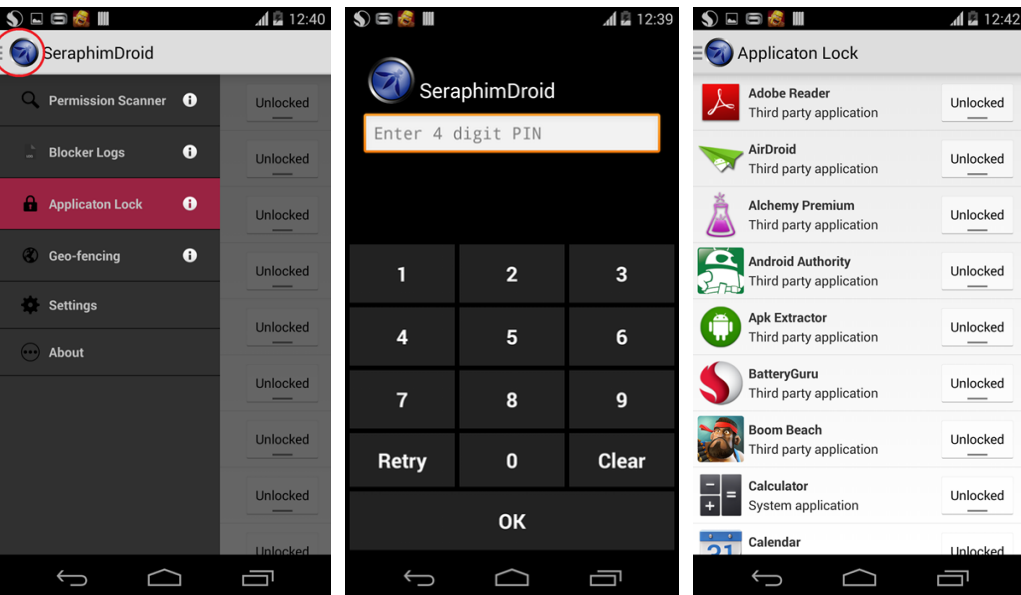 12:40
SeraphimDroid
Permission Scanner
Unlocked
Blocker Logs
Unlocked
Applicaton Lock
Unlocked
Geo-fencing
Unlocked
Settings
Unlocked
About
Unlocked
Unlocked
Unlocked
Unlocked
12:39
SeraphimDroid
Enter 4 digit PIN
1 2 3
4 5 6
7 8 9
Retry 0 Clear
OK
12:42
Applicaton Lock
Adobe Reader
Third party application
Unlocked
AirDroid
Third party application
Unlocked
Alchemy Premium
Third party application
Unlocked
Android Authority
Third party application
Unlocked
Apk Extractor
Third party application
Unlocked
BatteryGuru
Third party application
Unlocked
Boom Beach
Third party application
Unlocked
Calculator
System application
Unlocked
Calendar
31
Unlocked